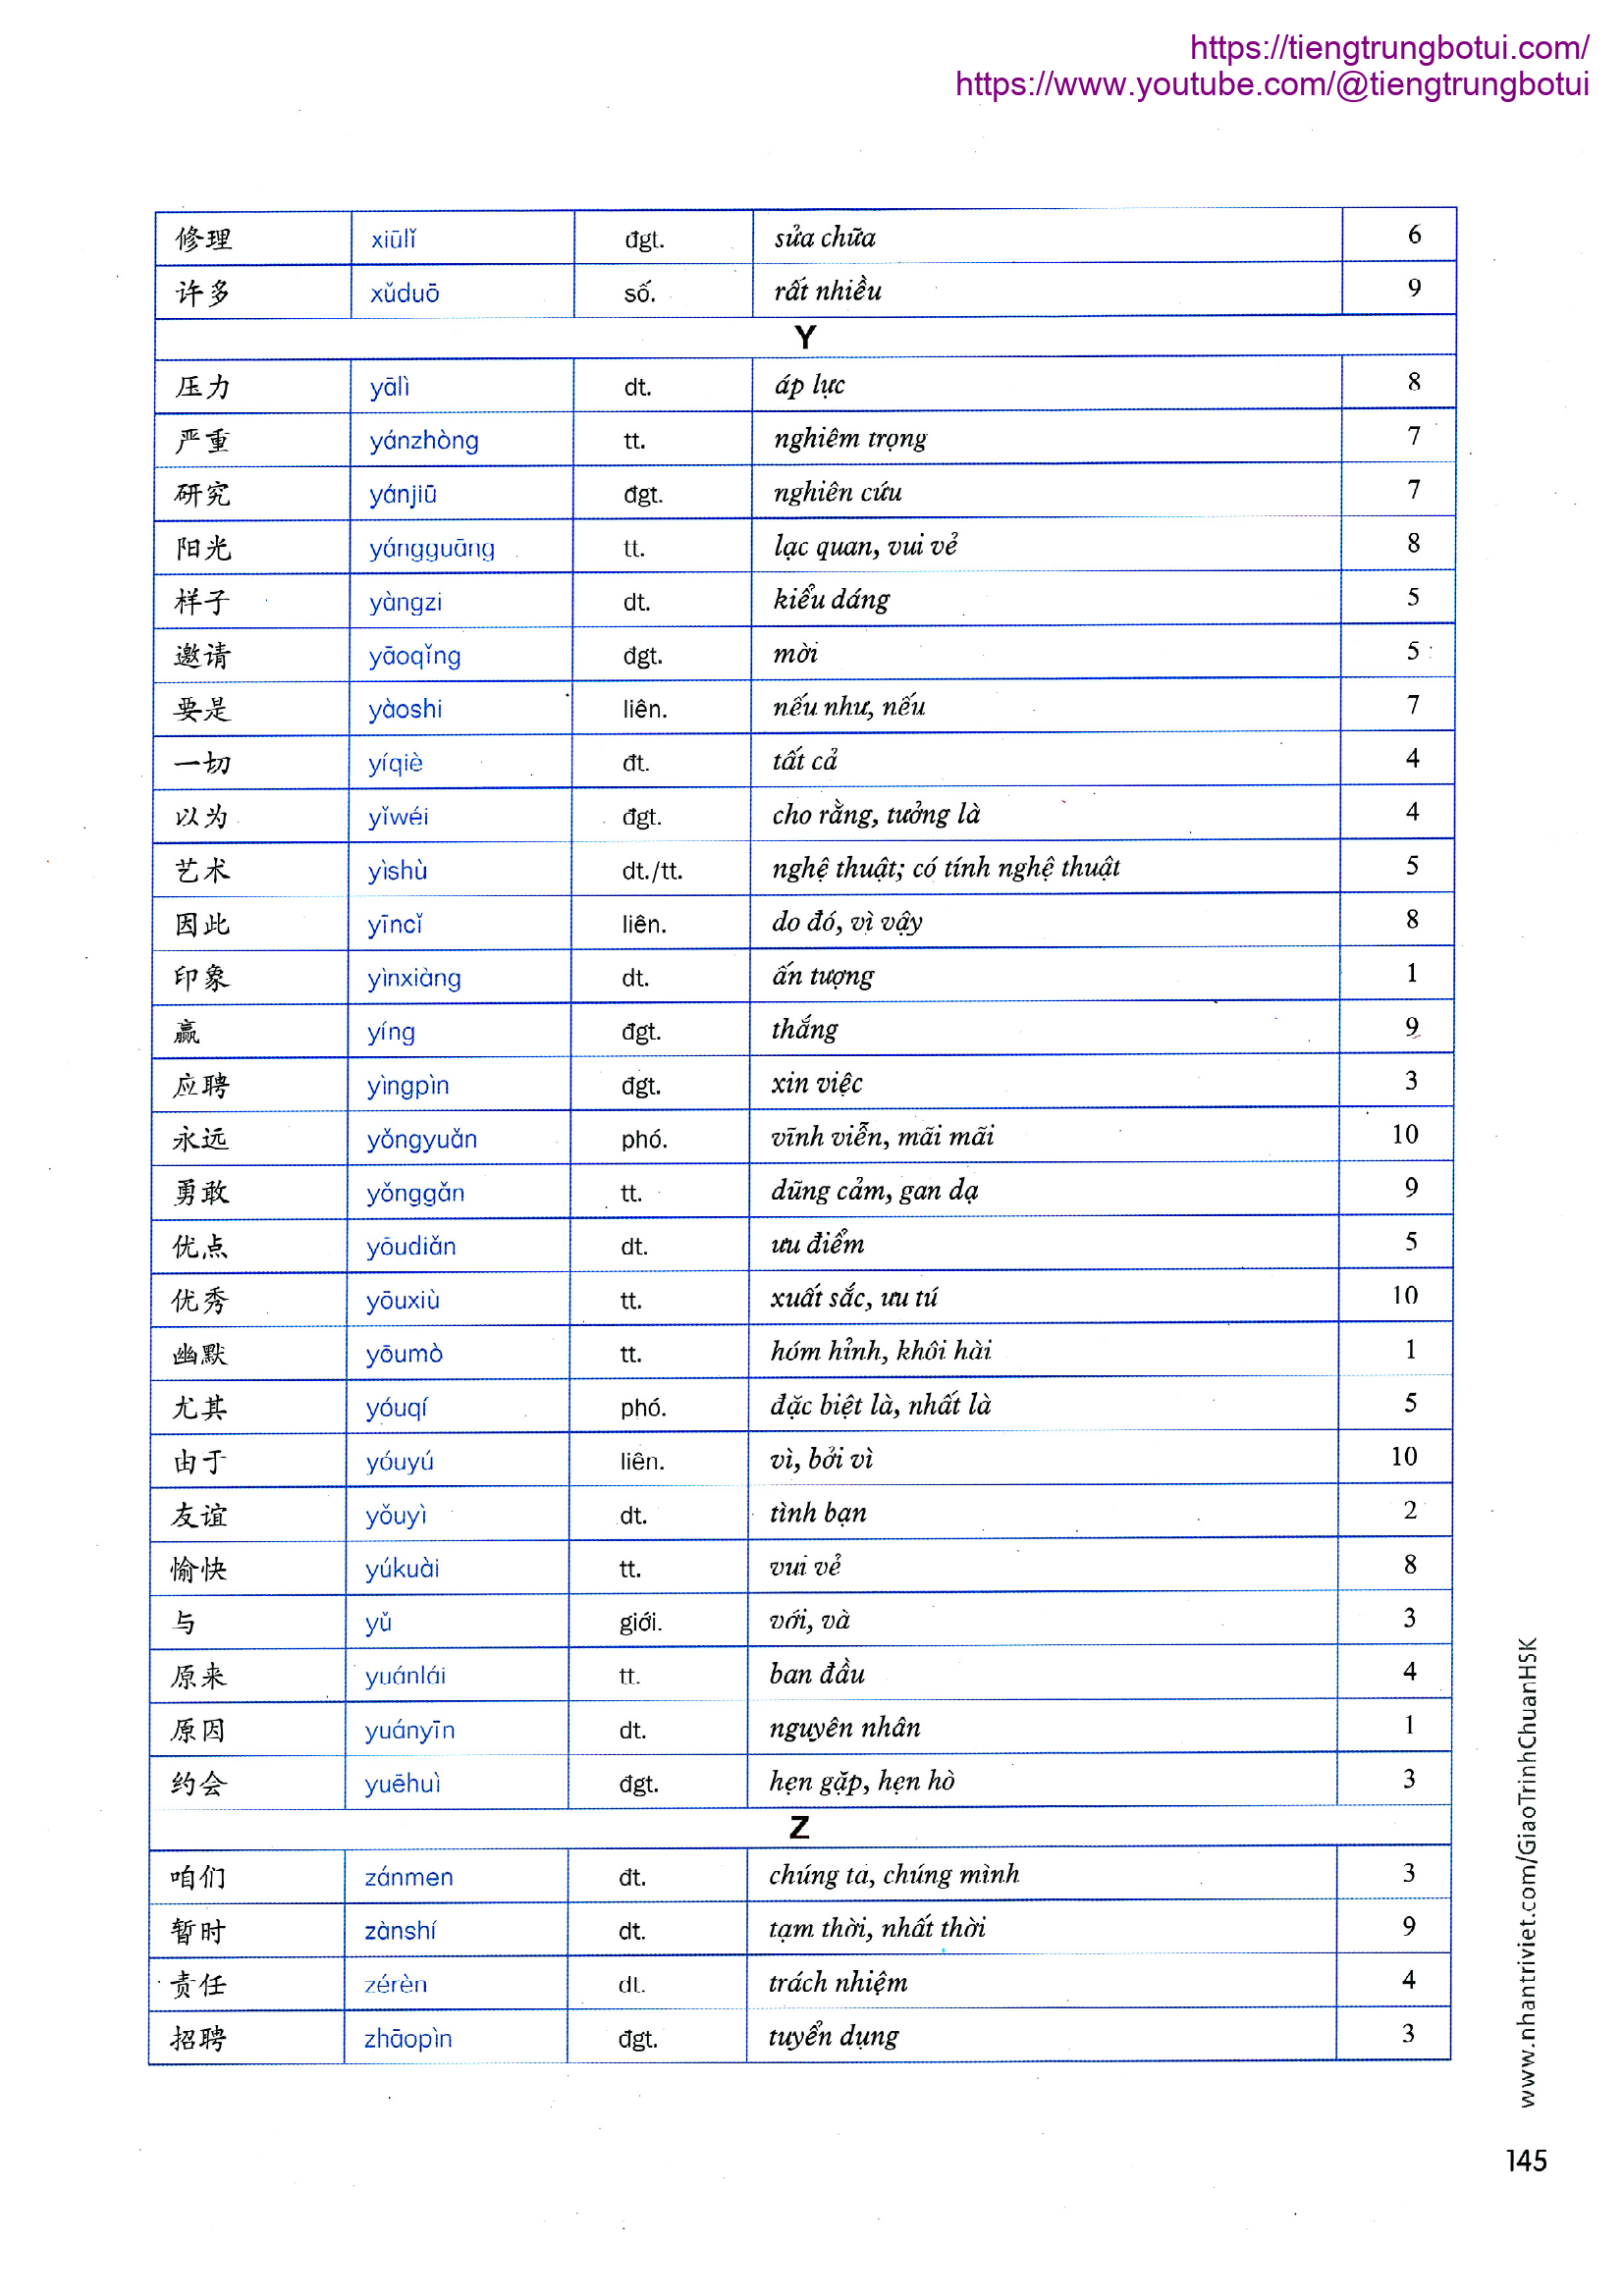 https://tiengtrungbotui.com/
https://www.youtube.com/@tiengtrungbotui
修理 xiūlǐ đgt. sửa chữa 6
许多 xǔduō số. rất nhiều 9
Y
压力 yālì dt. áp lực 8
严重 yánzhòng tt. nghiêm trọng 7
研究 yánjiū đgt. nghiên cứu 7
阳光 yángguāng tt. lạc quan, vui vẻ 8
样子 yàngzi dt. kiểu dáng 5
邀请 yāoqǐng đgt. mời 5
要是 yàoshi liên. nếu như, nếu 7
一切 yíqiè đt. tất cả 4
以为 yǐwéi đgt. cho rằng, tưởng là 4
艺术 yìshù dt./tt. nghệ thuật; có tính nghệ thuật 5
因此 yīncǐ liên. do đó, vì vậy 8
印象 yìnxiàng dt. ấn tượng 1
赢 yíng đgt. thắng 9
应聘 yìngpìn đgt. xin việc 3
永远 yǒngyuǎn phó. vĩnh viễn, mãi mãi 10
勇敢 yǒnggǎn tt. dũng cảm, gan dạ 9
优点 yōudiǎn dt. ưu điểm 5
优秀 yōuxiù tt. xuất sắc, ưu tú 10
幽默 yōumò tt. hóm hỉnh, khôi hài 1
尤其 yóuqí phó. đặc biệt là, nhất là 5
由于 yóuyú liên. vì, bởi vì 10
友谊 yǒuyì dt. tình bạn 2
愉快 yúkuài tt. vui vẻ 8
与 yǔ giới. với, và 3
原来 yuánlái tt. ban đầu 4
原因 yuányīn dt. nguyên nhân 1
约会 yuēhuì đgt. hẹn gặp, hẹn hò 3
Z
咱们 zánmen đt. chúng ta, chúng mình 3
暂时 zànshí dt. tạm thời, nhất thời 9
责任 zérèn dt. trách nhiệm 4
招聘 zhāopìn đgt. tuyển dụng 3
www.nhantriviet.com/GiaoTrinhChuanHSK
145